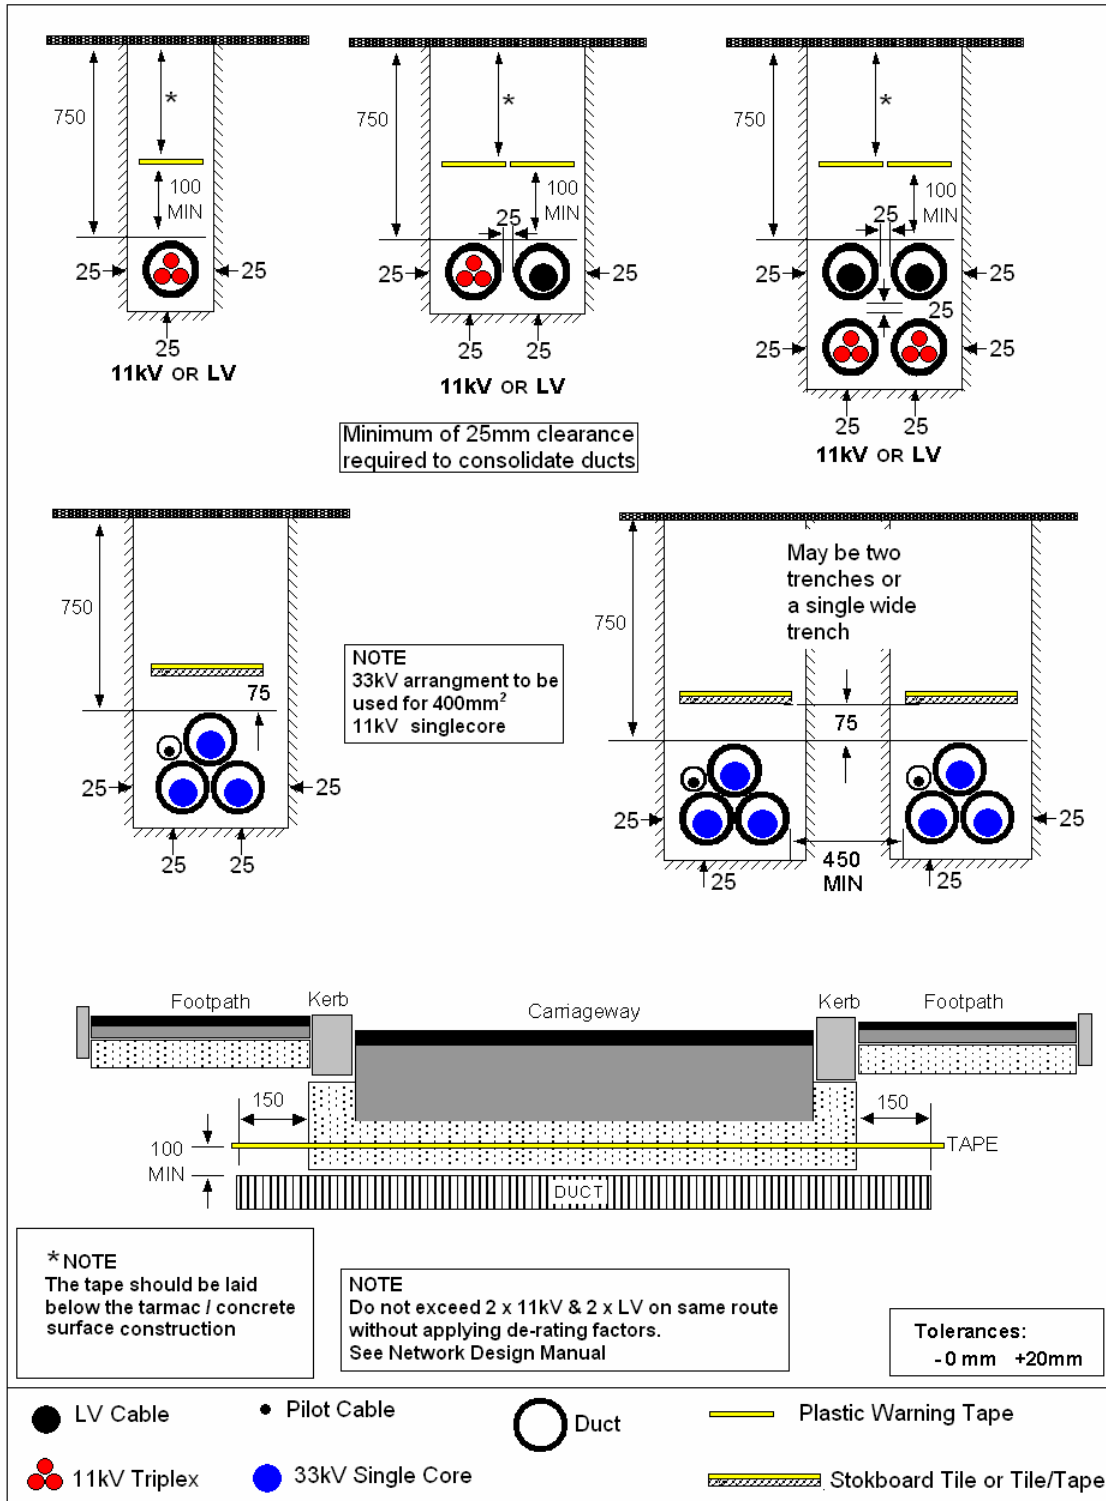 *
750
100
MIN
25
25
25
11kV OR LV
*
750
100
MIN
25
25
25
25
25
11kV OR LV
*
750
100
MIN
25
25
25
25
25
25
25
25
11kV OR LV
Minimum of 25mm clearance
required to consolidate ducts
750
75
25
25
25
25
NOTE
33kV arrangment to be
used for 400mm²
11kV singlecore
May be two
trenches or
a single wide
trench
750
75
25
25
450
MIN
25
25
Footpath
Kerb
Carriageway
Kerb
Footpath
150
150
100
MIN
TAPE
DUCT
* NOTE
The tape should be laid
below the tarmac / concrete
surface construction
NOTE
Do not exceed 2 x 11kV & 2 x LV on same route
without applying de-rating factors.
See Network Design Manual
Tolerances:
- 0 mm +20mm
LV Cable
Pilot Cable
Duct
Plastic Warning Tape
11kV Triplex
33kV Single Core
Stokboard Tile or Tile/Tape